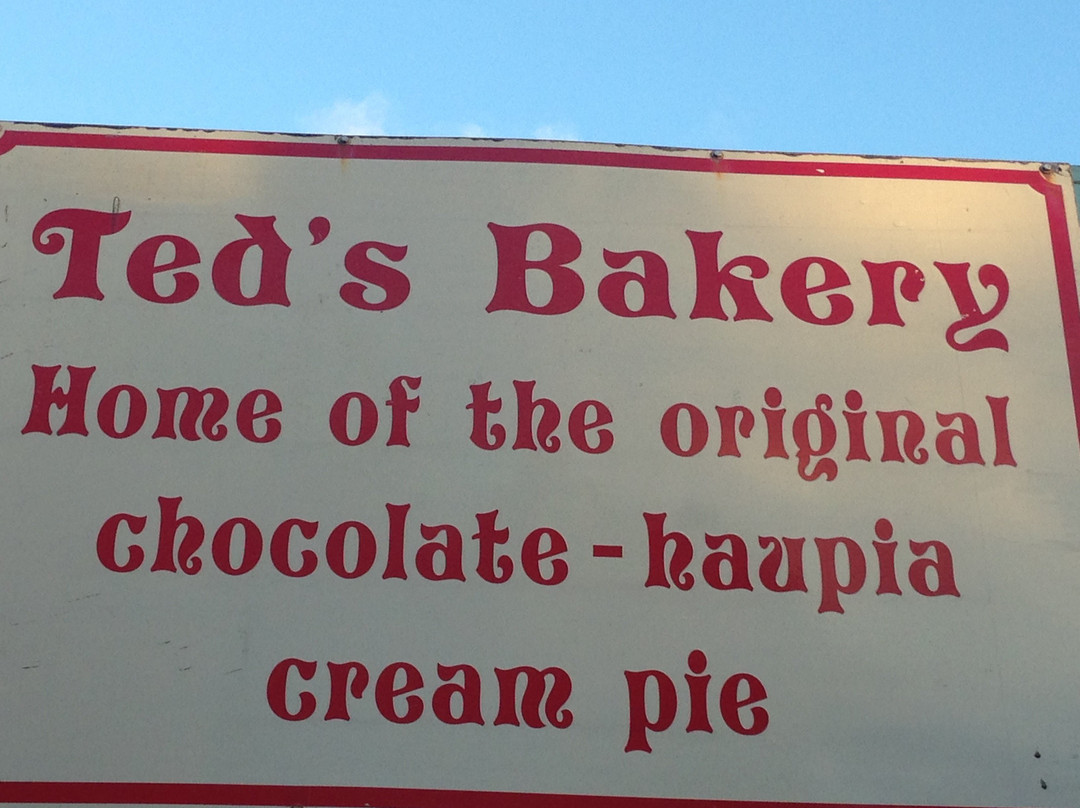 Ted's Bakery
Home of the original
chocolate-haupia
cream pie